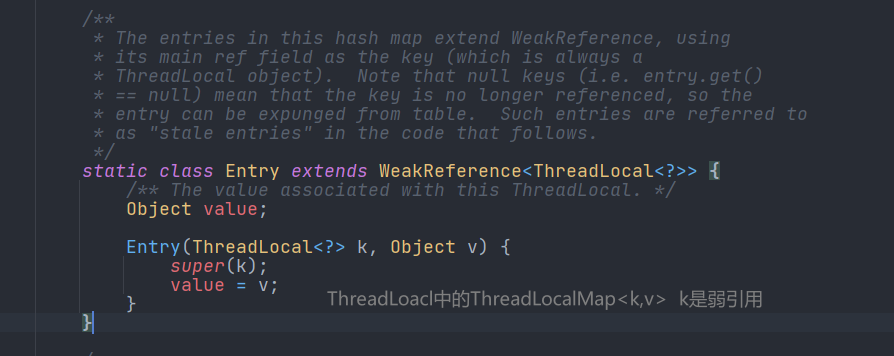 /**
* The entries in this hash map extend WeakReference, using
* its main ref field as the key (which is always a
* ThreadLocal object).  Note that null keys (i.e. entry.get()
* == null) mean that the key is no longer referenced, so the
* entry can be expunged from table.  Such entries are referred to
* as "stale entries" in the code that follows.
*/
static class Entry extends WeakReference<ThreadLocal<?>> {
/** The value associated with this ThreadLocal. */
Object value;
Entry(ThreadLocal<?> k, Object v) {
super(k);
value = v;
ThreadLoacl中的ThreadLocalMap<k,v> k是弱引用
}
}